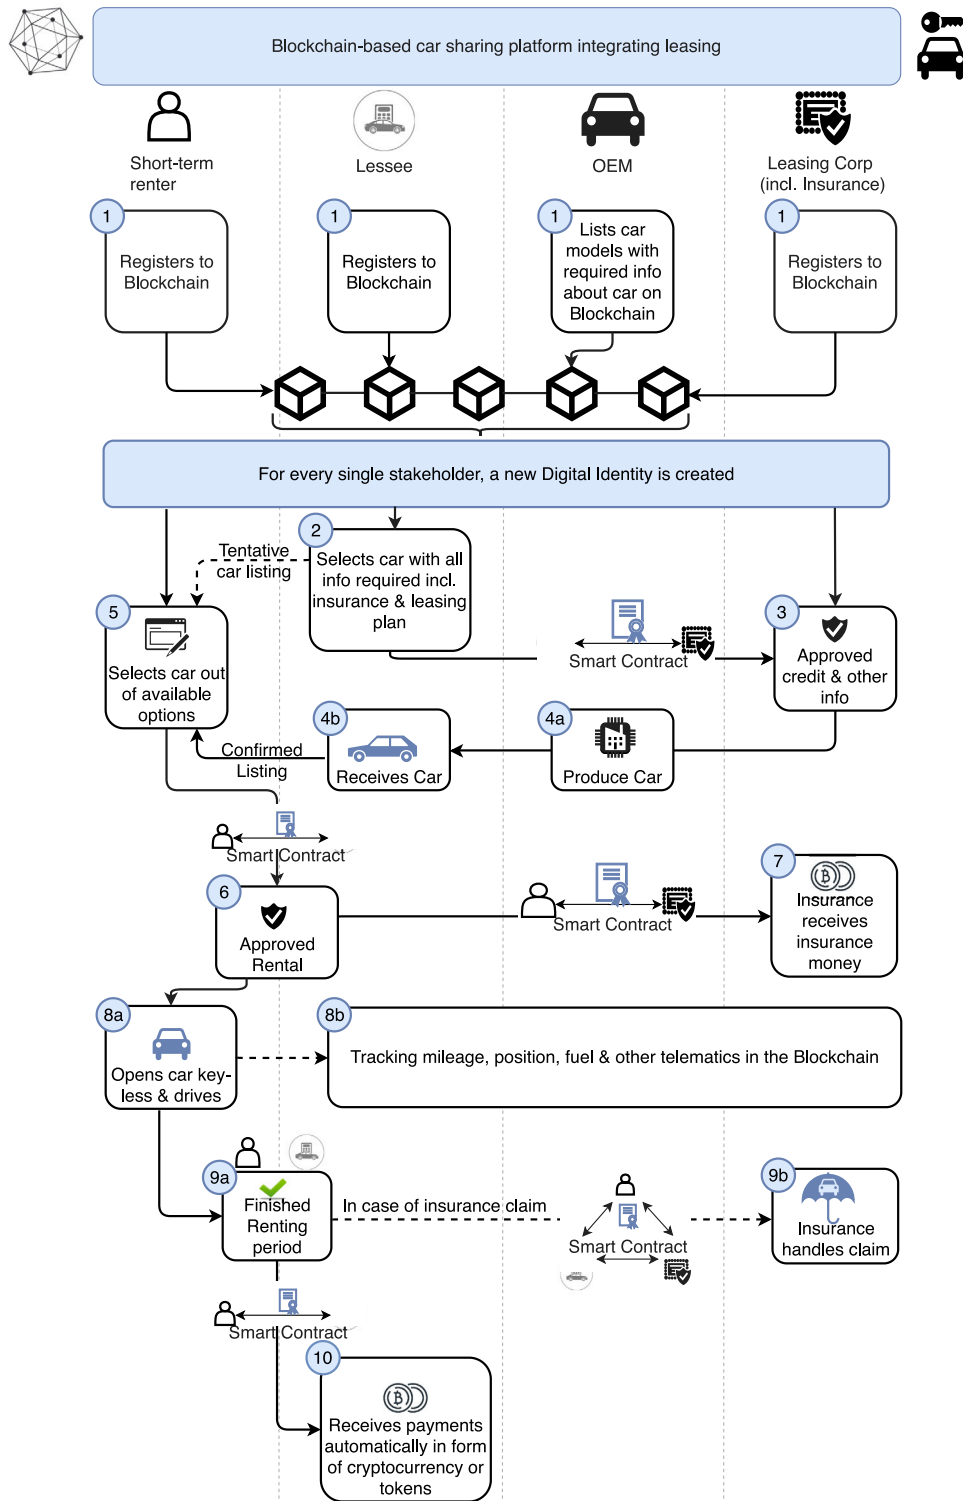 Blockchain-based car sharing platform integrating leasing
Short-term
renter
Lessee
OEM
Leasing Corp
(incl. Insurance)
1
Registers to
Blockchain
1
Registers to
Blockchain
1
Lists car
models with
required info
about car on
Blockchain
1
Registers to
Blockchain
For every single stakeholder, a new Digital Identity is created
2
Selects car with all
info required incl.
insurance & leasing
plan
Tentative
car listing
5
Selects car out
of available
options
Smart Contract
3
Approved
credit & other
info
4b
Receives Car
4a
Produce Car
Confirmed
Listing
Smart Contract
6
Approved
Rental
Smart Contract
7
Insurance
receives
insurance
money
8a
Opens car key-
less & drives
8b
Tracking mileage, position, fuel & other telematics in the Blockchain
9a
Finished
Renting
period
In case of insurance claim
Smart Contract
9b
Insurance
handles claim
Smart Contract
10
Receives payments
automatically in form
of cryptocurrency or
tokens